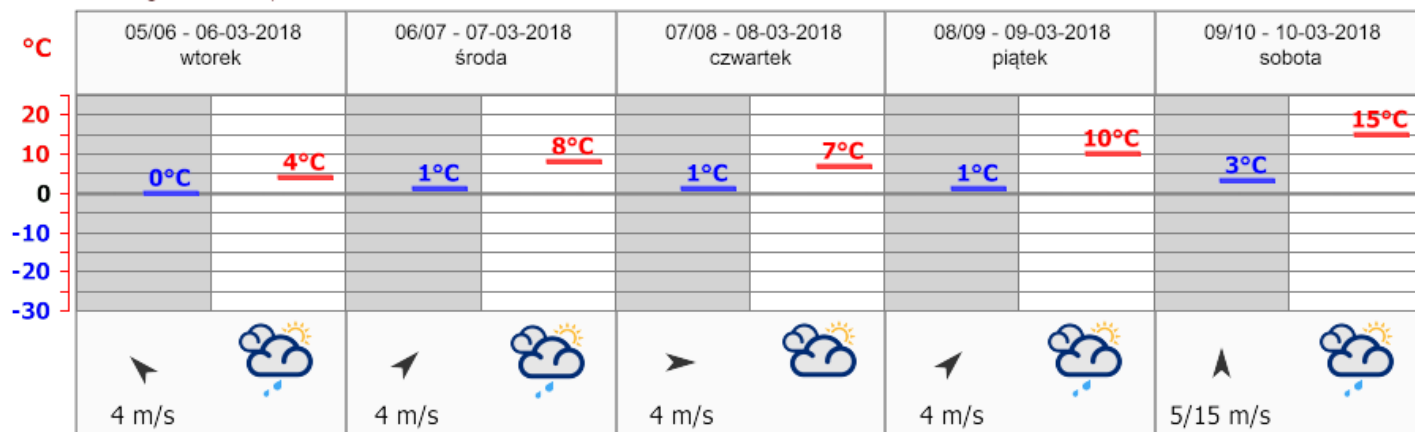 °C
05/06 - 06-03-2018
wtorek
06/07 - 07-03-2018
środa
07/08 - 08-03-2018
czwartek
08/09 - 09-03-2018
piątek
09/10 - 10-03-2018
sobota
20
10
0
-10
-20
-30
0°C
4°C
1°C
8°C
1°C
7°C
1°C
10°C
3°C
15°C
4 m/s
4 m/s
4 m/s
4 m/s
5/15 m/s